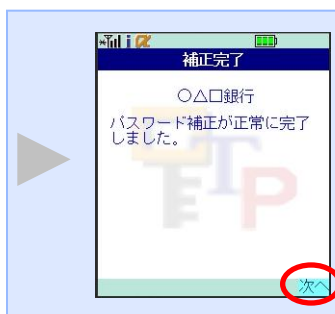 補正完了
○△□銀行
パスワード補正が正常に完了
しました。
TTP
次へ